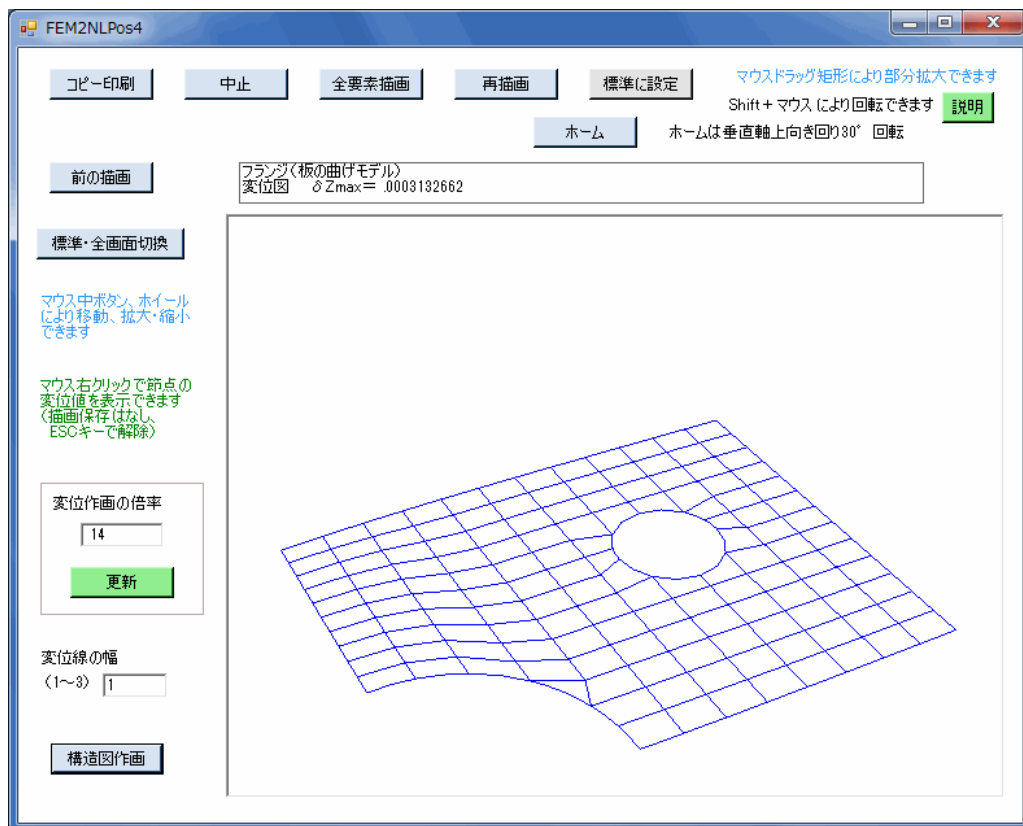 FEM2NLPos4
コピー印刷
中止
全要素描画
再描画
標準に設定
マウスドラッグ矩形により部分拡大できます
Shift+マウス により回転できます
説明
ホーム
ホームは垂直軸上向き回り30° 回転
前の描画
フランジ(板の曲げモデル)
変位図 δZmax= .0003132662
標準・全画面切換
マウス中ボタン、ホイール
により移動、拡大・縮小
できます
マウス右クリックで節点の
変位値を表示できます
(描画保存はなし、
ESCキーで解除)
変位作画の倍率
14
更新
変位線の幅
(1~3) 1
構造図作画